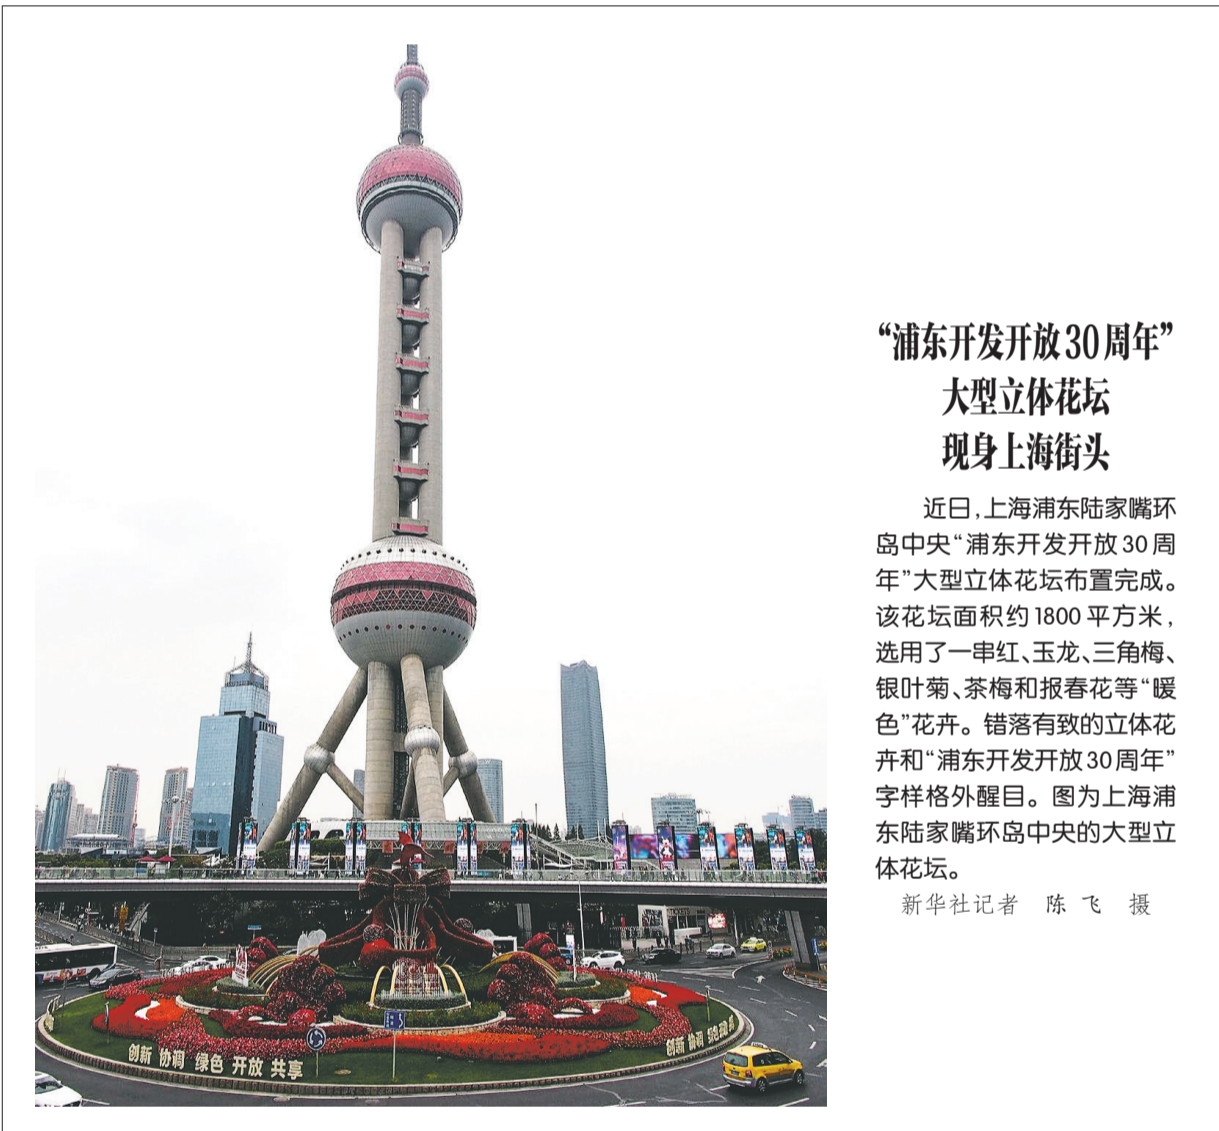 “浦东开发开放30周年”
大型立体花坛
现身上海街头
近日，上海浦东陆家嘴环
岛中央“浦东开发开放30周
年”大型立体花坛布置完成。
该花坛面积约1800平方米，
选用了一串红、玉龙、三角梅、
银叶菊、茶梅和报春花等“暖
色”花卉。错落有致的立体花
卉和“浦东开发开放30周年”
字样格外醒目。图为上海浦
东陆家嘴环岛中央的大型立
体花坛。
新华社记者 陈飞 摄
创新 协调 绿色 开放 共享
创新 协调